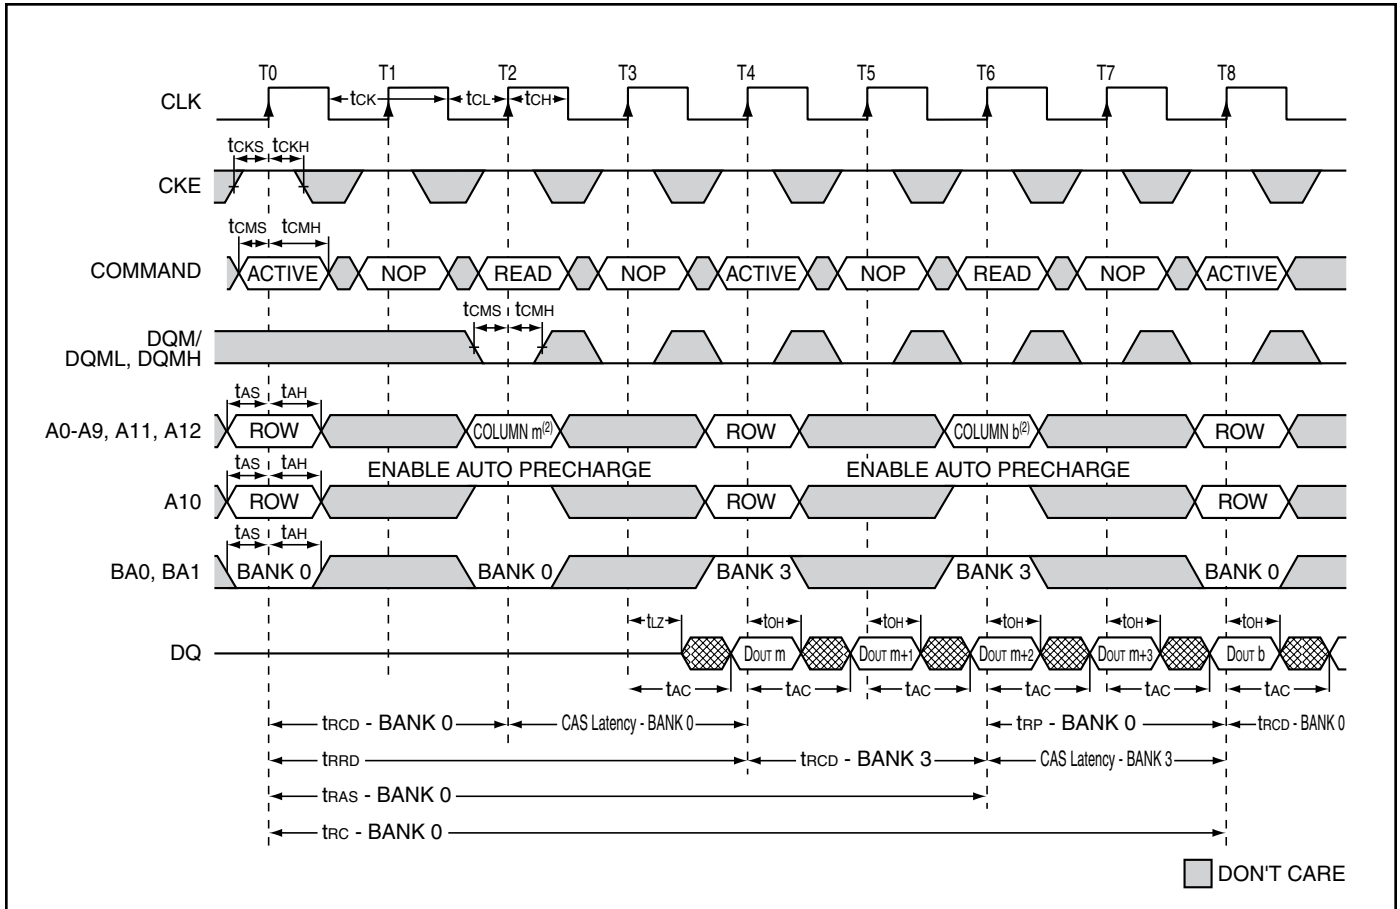 T0 T1 T2 T3 T4 T5 T6 T7 T8
CLK tCK tCL tCH
tCKS tCKH
CKE
tCMS tCMH
COMMAND ACTIVE NOP READ NOP ACTIVE NOP READ NOP ACTIVE
tCMS tCMH
DQM/
DQML, DQMH
tAS tAH
A0-A9, A11, A12 ROW COLUMN m(2) ROW COLUMN b(2) ROW
tAS tAH ENABLE AUTO PRECHARGE ENABLE AUTO PRECHARGE
A10 ROW ROW ROW
tAS tAH
BA0, BA1 BANK 0 BANK 0 BANK 3 BANK 3 BANK 0
tLZ tOH tOH tOH tOH tOH
DQ DOUT m DOUT m+1 DOUT m+2 DOUT m+3 DOUT b
tAC tAC tAC tAC tAC tAC
tRCD - BANK 0 CAS Latency - BANK 0 tRP - BANK 0 tRCD - BANK 0
tRRD tRCD - BANK 3 CAS Latency - BANK 3
tRAS - BANK 0
tRC - BANK 0
DON'T CARE